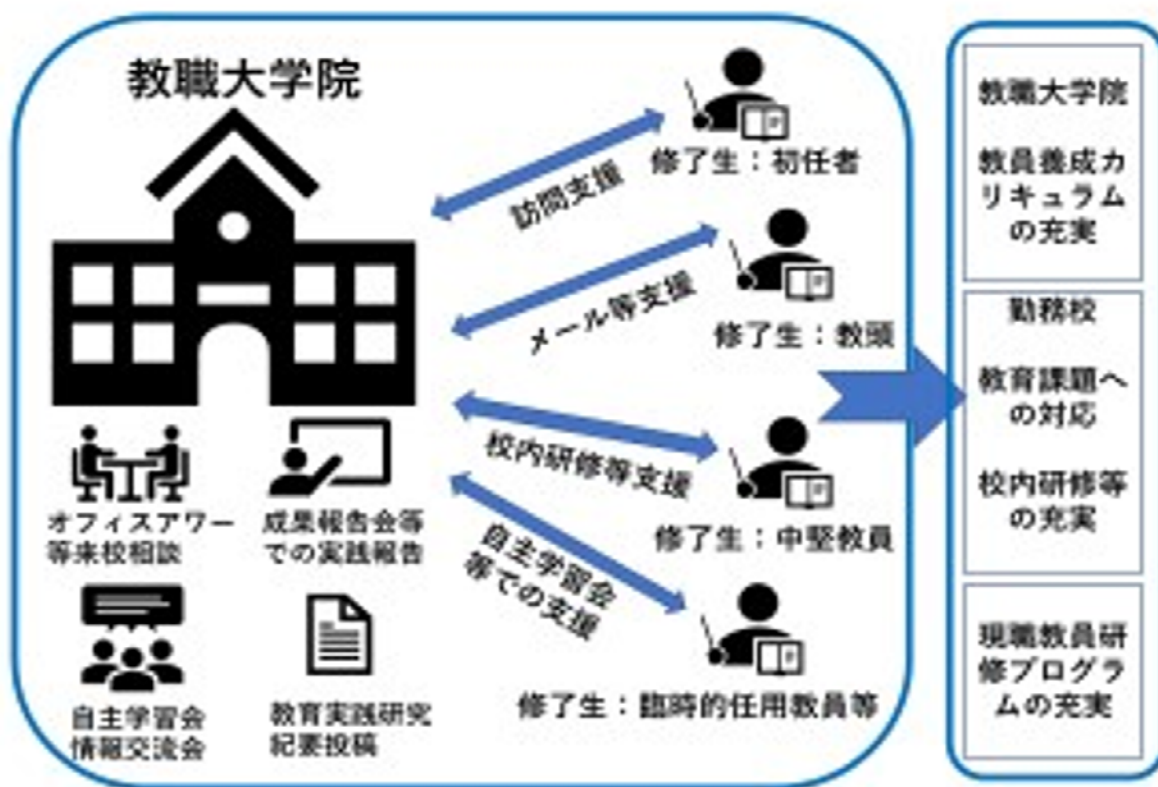 教職大学院
訪問支援
修了生：初任者
メール等支援
修了生：教頭
校内研修等支援
修了生：中堅教員
自主学習会
等での支援
修了生：臨時的任用教員等
オフィスアワー
等来校相談
成果報告会等
での実践報告
自主学習会
情報交流会
教育実践研究
紀要投稿
教職大学院
教員養成カ
リキュラム
の充実
勤務校
教育課題へ
の対応
校内研修等
の充実
現職教員研
修プログラ
ムの充実